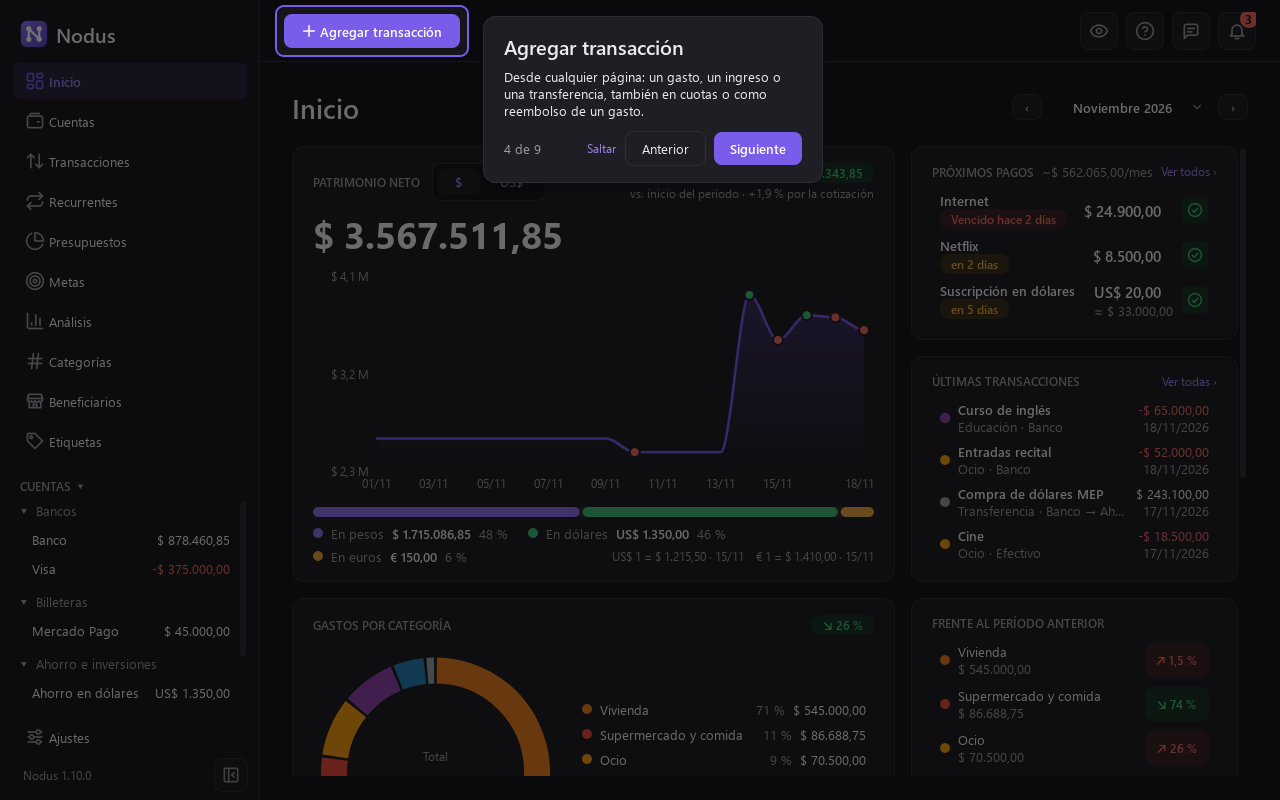 Nodus
Inicio
Cuentas
Transacciones
Recurrentes
Presupuestos
Metas
Análisis
Categorías
Beneficiarios
Etiquetas
CUENTAS
Bancos
Banco $ 878.460,85
Visa -$ 375.000,00
Billeteras
Mercado Pago $ 45.000,00
Ahorro e inversiones
Ahorro en dólares US$ 1.350,00
Ajustes
Nodus 1.10.0
Agregar transacción
3
Agregar transacción
Desde cualquier página: un gasto, un ingreso o
una transferencia, también en cuotas o como
reembolso de un gasto.
4 de 9 Saltar Anterior Siguiente
Inicio
‹ Noviembre 2026 ›
PATRIMONIO NETO $ US$ .343,85
vs. inicio del período · +1,9 % por la cotización
$ 3.567.511,85
$ 4,1 M
$ 3,2 M
$ 2,3 M
01/11 03/11 05/11 07/11 09/11 11/11 13/11 15/11 18/11
En pesos $ 1.715.086,85 48 % En dólares US$ 1.350,00 46 %
En euros € 150,00 6 % US$ 1 = $ 1.215,50 · 15/11 € 1 = $ 1.410,00 · 15/11
PRÓXIMOS PAGOS ~$ 562.065,00/mes Ver todos ›
Internet
Vencido hace 2 días
$ 24.900,00
Netflix
en 2 días
$ 8.500,00
Suscripción en dólares
en 5 días
US$ 20,00
≈ $ 33.000,00
ÚLTIMAS TRANSACCIONES Ver todas ›
Curso de inglés -$ 65.000,00
Educación · Banco 18/11/2026
Entradas recital -$ 52.000,00
Ocio · Banco 18/11/2026
Compra de dólares MEP $ 243.100,00
Transferencia · Banco → Ah... 17/11/2026
Cine -$ 18.500,00
Ocio · Efectivo 17/11/2026
GASTOS POR CATEGORÍA ↘ 26 %
Total
Vivienda 71 % $ 545.000,00
Supermercado y comida 11 % $ 86.688,75
Ocio 9 % $ 70.500,00
FRENTE AL PERÍODO ANTERIOR
Vivienda
$ 545.000,00
↗ 1,5 %
Supermercado y comida
$ 86.688,75
↘ 74 %
Ocio
$ 70.500,00
↗ 26 %